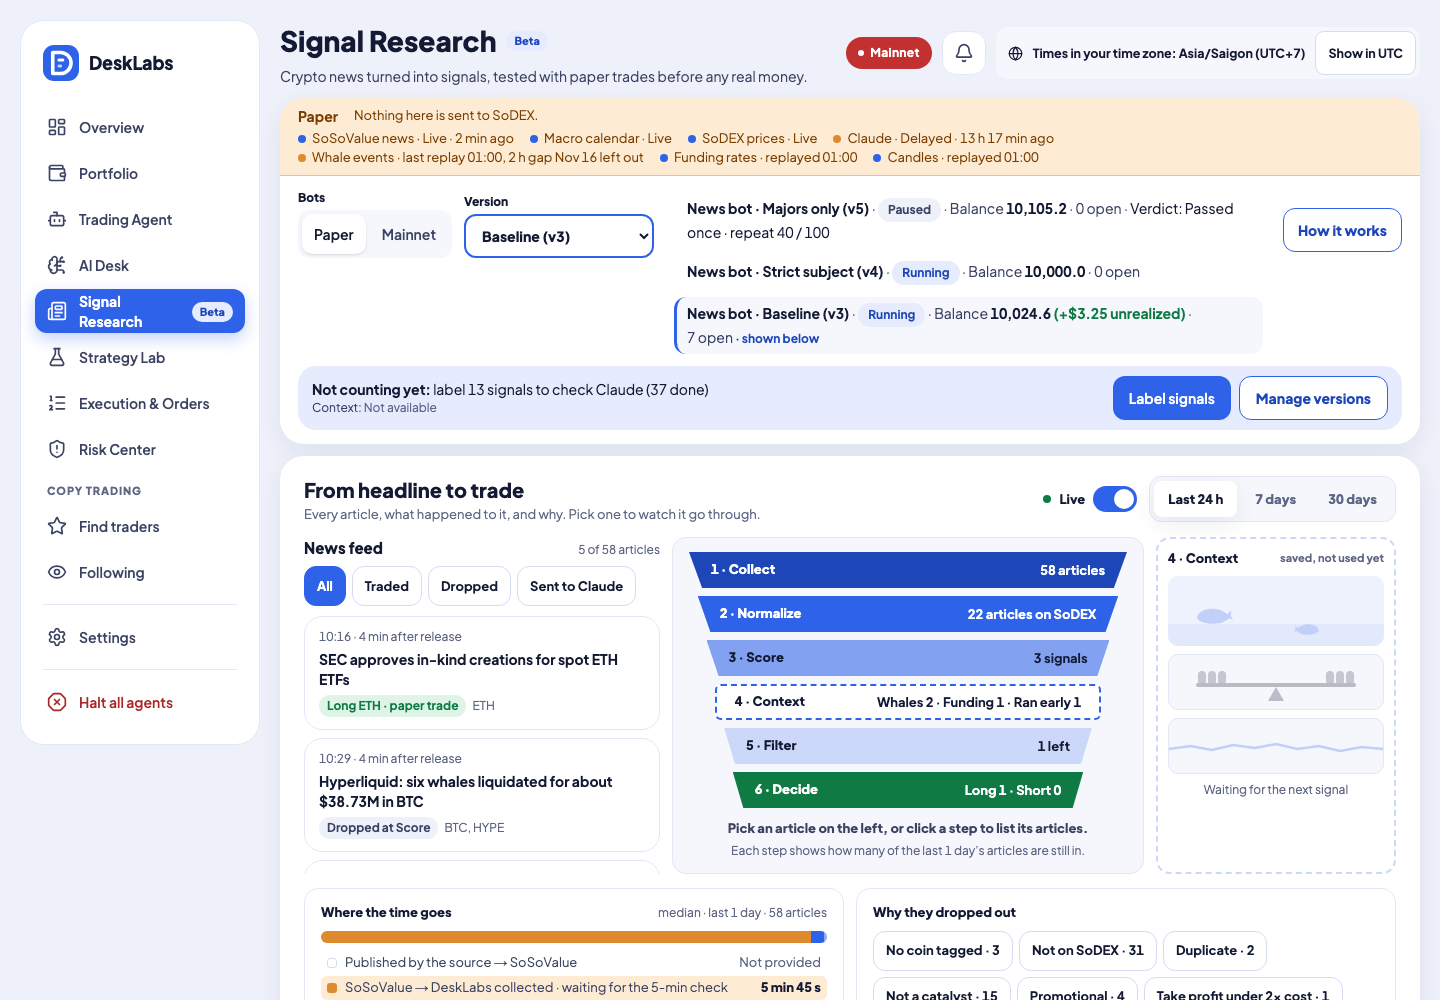 DeskLabs
Overview
Portfolio
Trading Agent
AI Desk
Signal
Research
Beta
Strategy Lab
Execution & Orders
Risk Center
COPY TRADING
Find traders
Following
Settings
Halt all agents
Signal Research Beta
Crypto news turned into signals, tested with paper trades before any real money.
Mainnet
Times in your time zone: Asia/Saigon (UTC+7)
Show in UTC
Paper Nothing here is sent to SoDEX.
SoSoValue news · Live · 2 min ago Macro calendar · Live SoDEX prices · Live Claude · Delayed · 13 h 17 min ago
Whale events · last replay 01:00, 2 h gap Nov 16 left out Funding rates · replayed 01:00 Candles · replayed 01:00
Bots
Paper Mainnet
Version
Baseline (v3)
News bot · Majors only (v5) · Paused · Balance 10,105.2 · 0 open · Verdict: Passed
once · repeat 40 / 100
News bot · Strict subject (v4) · Running · Balance 10,000.0 · 0 open
News bot · Baseline (v3) · Running · Balance 10,024.6 (+$3.25 unrealized) ·
7 open · shown below
How it works
Not counting yet: label 13 signals to check Claude (37 done)
Context: Not available
Label signals
Manage versions
From headline to trade
Every article, what happened to it, and why. Pick one to watch it go through.
Live
Last 24 h 7 days 30 days
News feed 5 of 58 articles
All Traded Dropped Sent to Claude
10:16 · 4 min after release
SEC approves in-kind creations for spot ETH
ETFs
Long ETH · paper trade ETH
10:29 · 4 min after release
Hyperliquid: six whales liquidated for about
$38.73M in BTC
Dropped at Score BTC, HYPE
1 · Collect 58 articles
2 · Normalize 22 articles on SoDEX
3 · Score 3 signals
4 · Context Whales 2 · Funding 1 · Ran early 1
5 · Filter 1 left
6 · Decide Long 1 · Short 0
Pick an article on the left, or click a step to list its articles.
Each step shows how many of the last 1 day's articles are still in.
4 · Context saved, not used yet
Waiting for the next signal
Where the time goes median · last 1 day · 58 articles
Published by the source → SoSoValue Not provided
SoSoValue → DeskLabs collected · waiting for the 5-min check 5 min 45 s
Why they dropped out
No coin tagged · 3 Not on SoDEX · 31 Duplicate · 2
Not a catalyst · 15 Promotional · 4 Take profit under 2× cost · 1